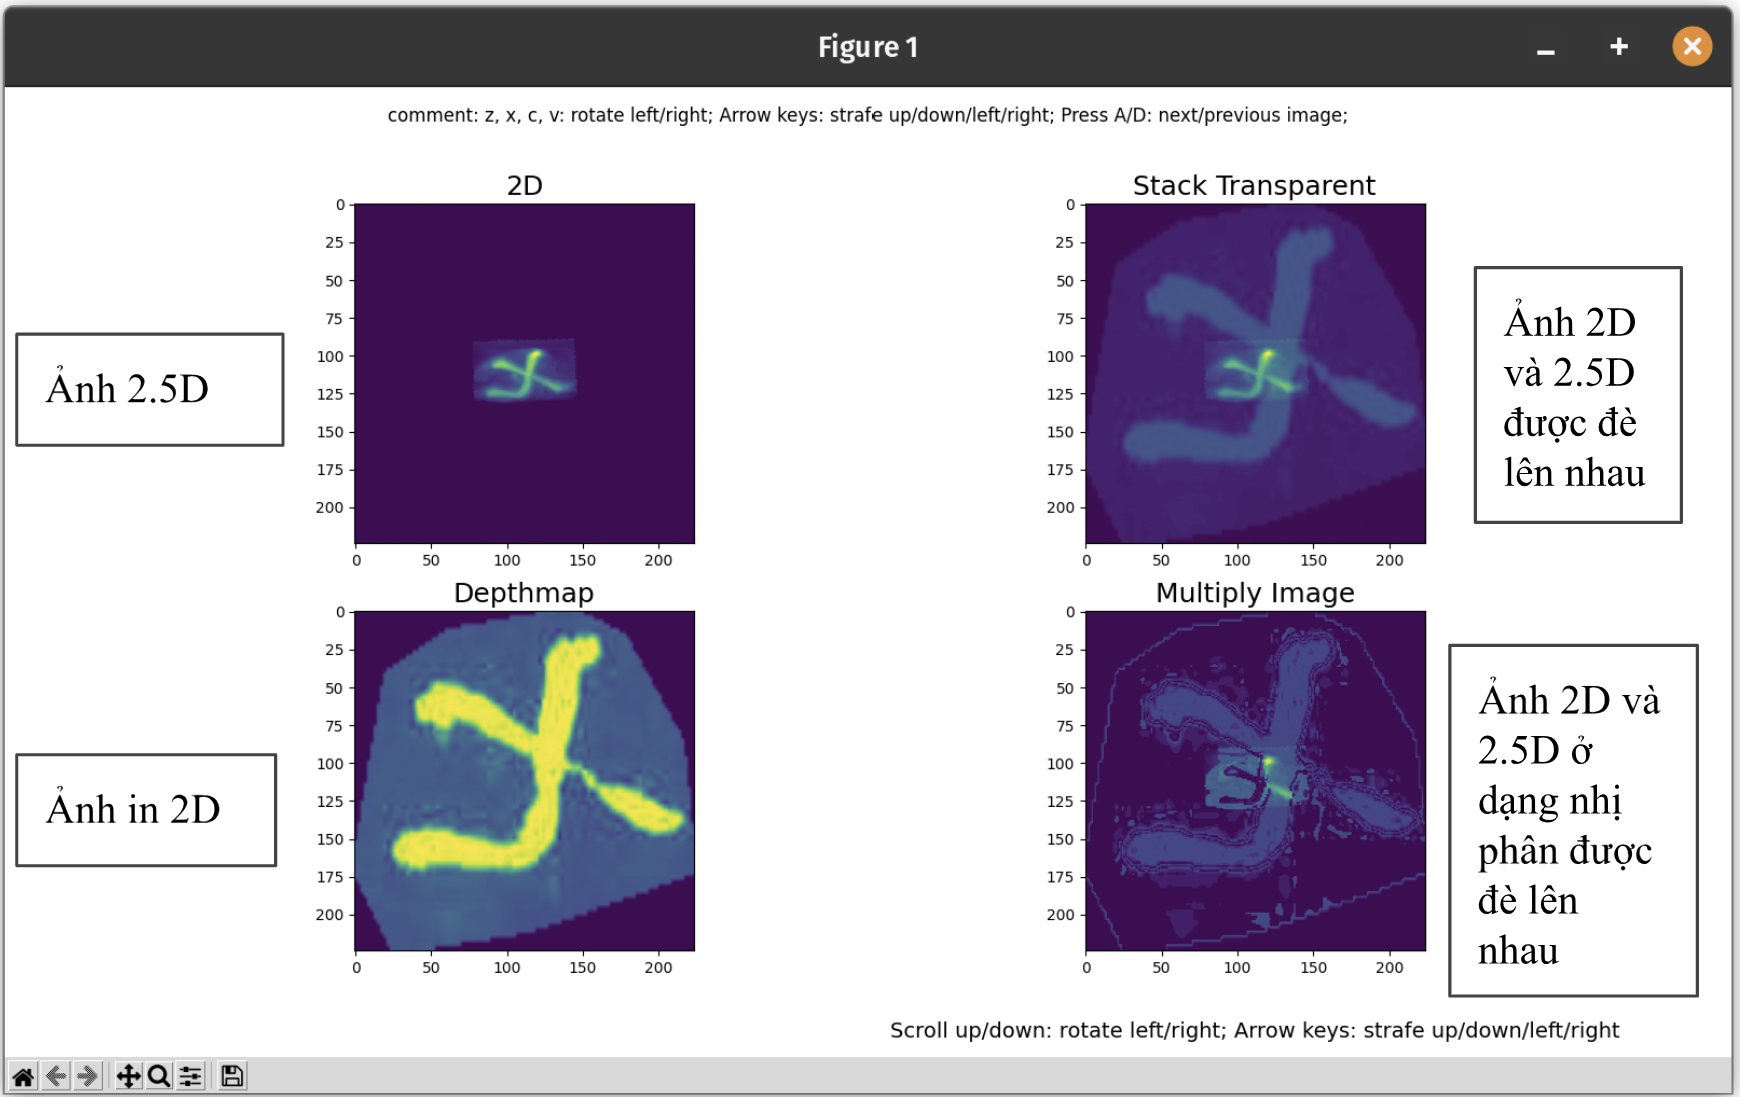 Figure 1
comment: z, x, c, v: rotate left/right; Arrow keys: strafe up/down/left/right; Press A/D: next/previous image;
2D
0
25
50
75
100
125
150
175
200
0 50 100 150 200
Ảnh 2.5D
Stack Transparent
0
25
50
75
100
125
150
175
200
0 50 100 150 200
Ảnh 2D
và 2.5D
được đè
lên nhau
Depthmap
0
25
50
75
100
125
150
175
200
0 50 100 150 200
Ảnh in 2D
Multiply Image
0
25
50
75
100
125
150
175
200
0 50 100 150 200
Ảnh 2D và
2.5D ở
dạng nhị
phân được
đè lên
nhau
Scroll up/down: rotate left/right; Arrow keys: strafe up/down/left/right